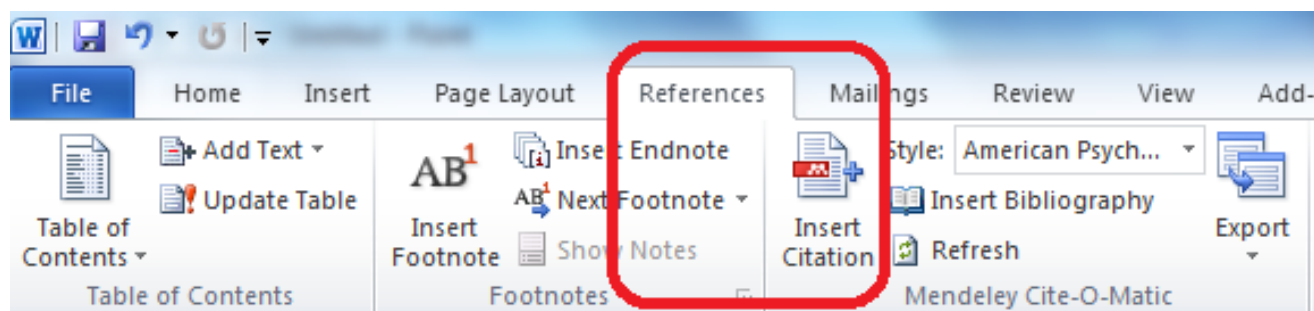 W
File Home Insert Page Layout References Mailings Review View Add-
Add Text
Insert Endnote
Style: American Psych...
AB1
Update Table
AB1 Next Footnote
Insert Bibliography
Table of
Contents
Insert
Footnote
Show Notes
Insert
Citation
Refresh
Export
Table of Contents Footnotes Mendeley Cite-O-Matic